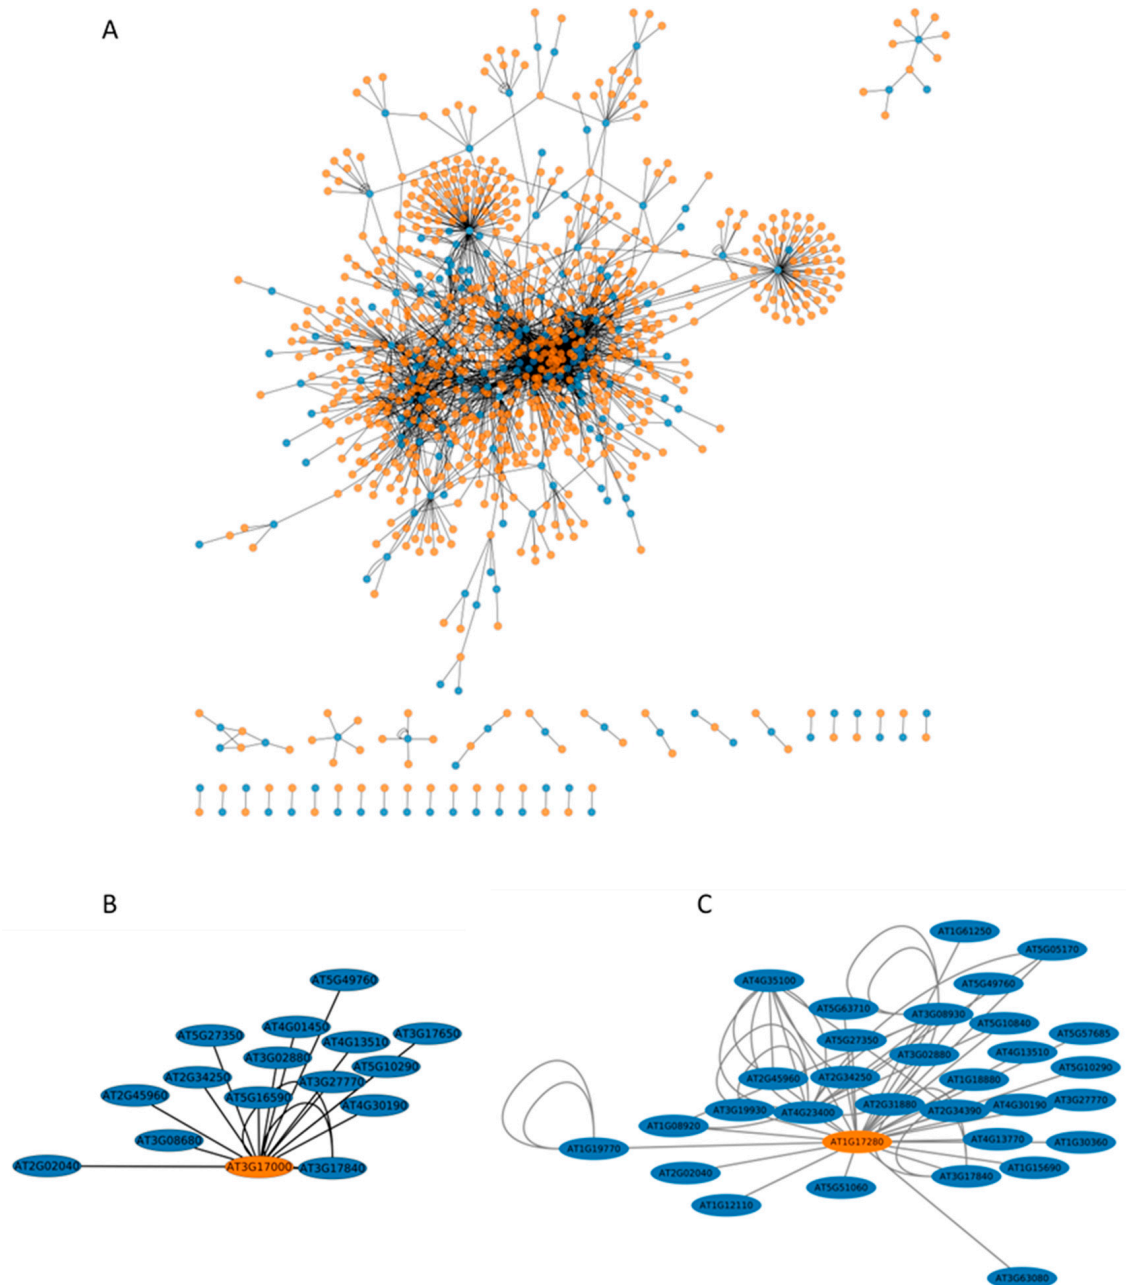 A
B
C
AT5G49760
AT4G01450
AT5G27350
AT3G17650
AT4G13510
AT3G02880
AT5G10290
AT2G34250
AT3G27770
AT2G45960
AT5G16590
AT4G30190
AT3G08680
AT2G02040
AT3G17000
AT3G17840
AT1G61250
AT5G05170
AT4G35100
AT5G49760
AT5G63710
AT3G08930
AT5G10840
AT5G57685
AT5G27350
AT4G13510
AT3G02880
AT5G10290
AT2G45960
AT2G34250
AT1G18880
AT3G27770
AT3G19930
AT4G23400
AT2G31880
AT2G34390
AT4G30190
AT1G08920
AT1G17280
AT4G13770
AT1G30360
AT1G19770
AT2G02040
AT3G17840
AT1G15690
AT5G51060
AT1G12110
AT3G63080